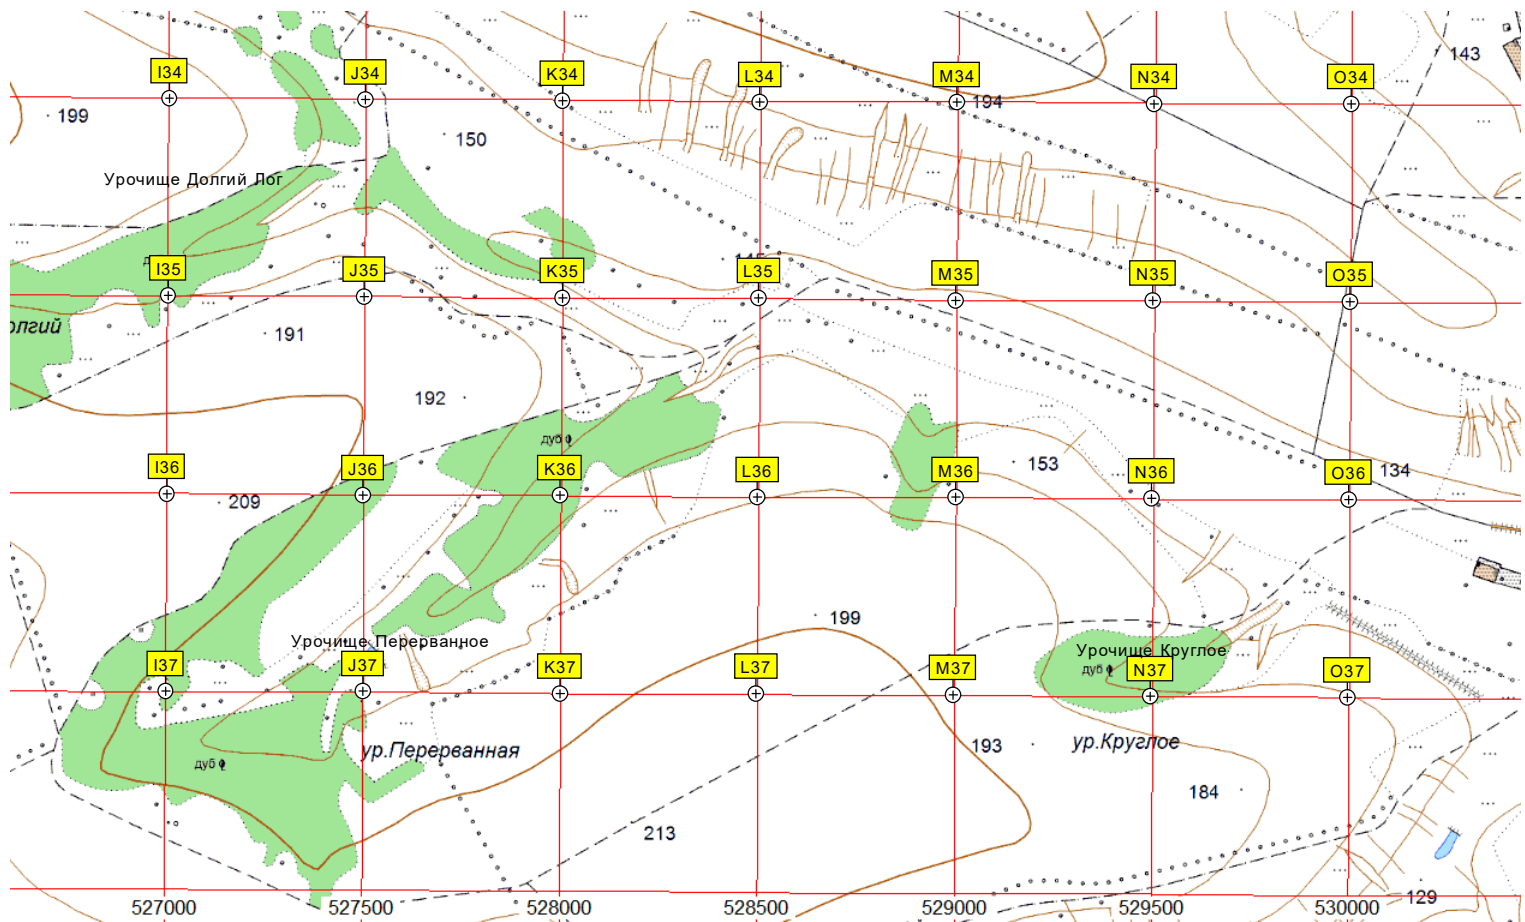 143
I34 J34 K34 L34 M34 N34 O34
199
194
150
Урочище Долгий Лог
I35 J35 K35 L35 M35 N35 O35
191
192
дуб
I36 J36 K36 L36 M36 N36 O36
153
134
209
199
Урочище Перерванное
Урочище Круглое
дуб
I37 J37 K37 L37 M37 N37 O37
ур.Перерванная
193
ур.Круглое
дуб
184
213
129
527000 527500 528000 528500 529000 529500 530000